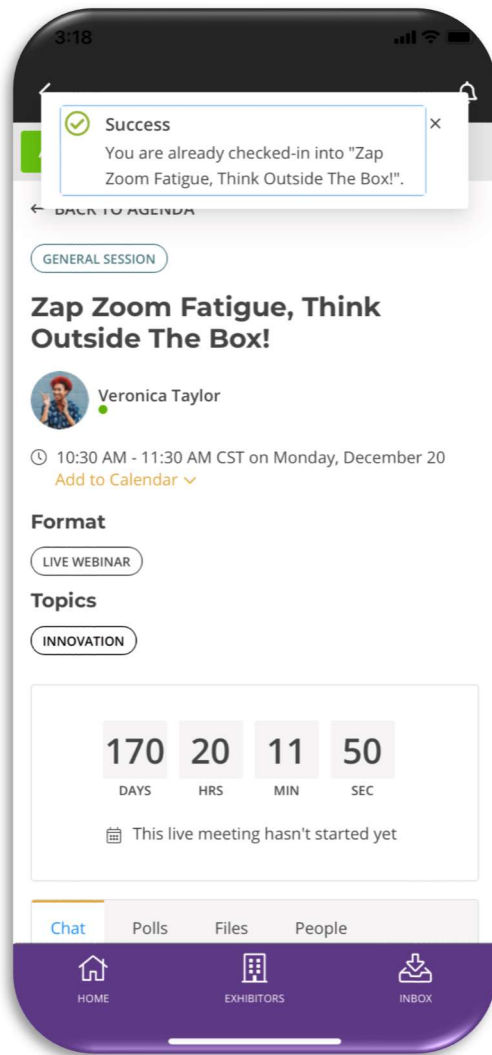 3:18
Success
You are already checked-in into "Zap
Zoom Fatigue, Think Outside The Box!".
← BACK TO AGENDA
GENERAL SESSION
Zap Zoom Fatigue, Think
Outside The Box!
Veronica Taylor
10:30 AM - 11:30 AM CST on Monday, December 20
Add to Calendar
Format
LIVE WEBINAR
Topics
INNOVATION
170 20 11 50
DAYS HRS MIN SEC
This live meeting hasn't started yet
Chat Polls Files People
HOME EXHIBITORS INBOX